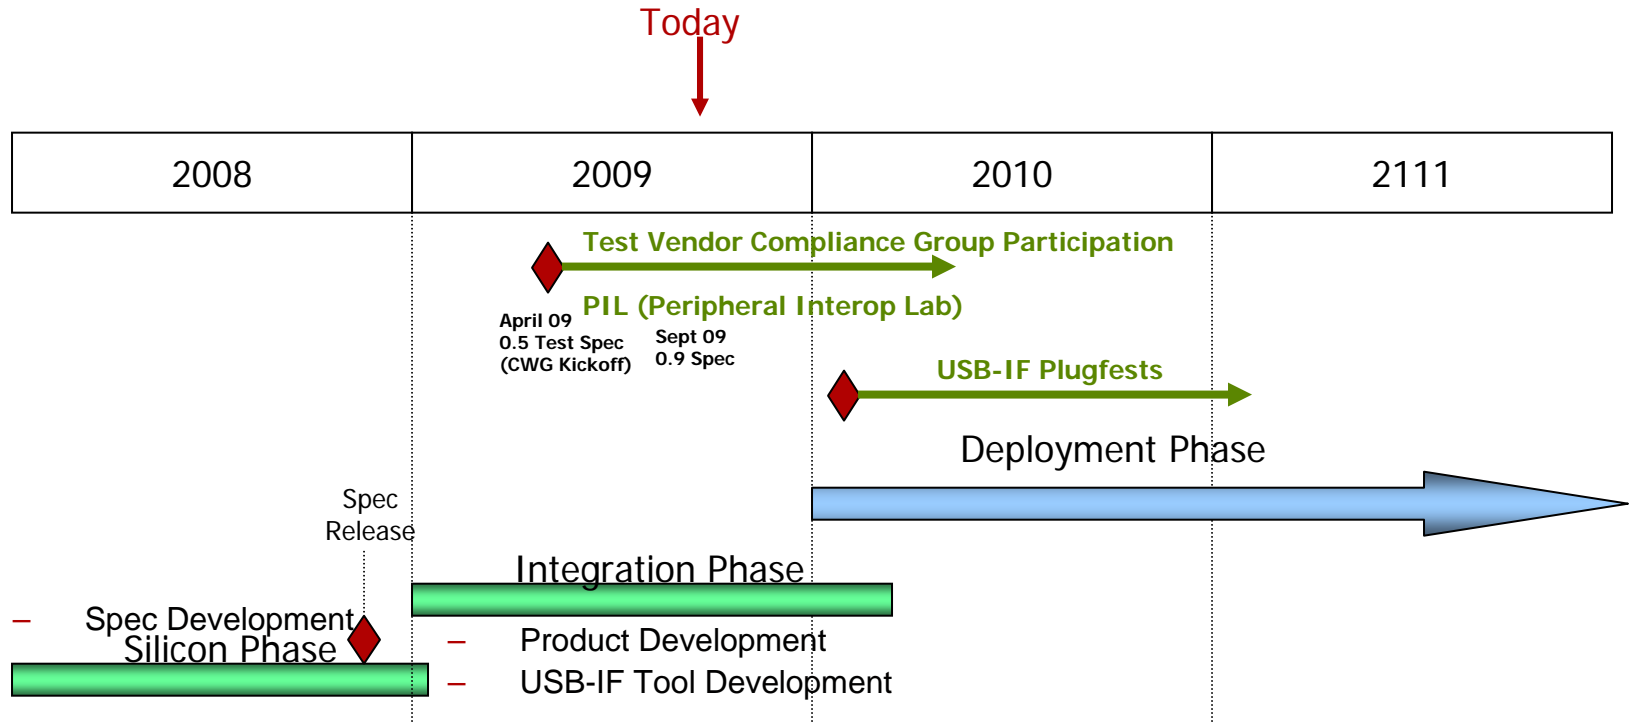 Today
2008
2009
2010
2111
Test Vendor Compliance Group Participation
PIL (Peripheral Interop Lab)
April 09
0.5 Test Spec
(CWG Kickoff)
Sept 09
0.9 Spec
USB-IF Plugfests
Deployment Phase
Spec
Release
Integration Phase
– Spec Development
Silicon Phase
– Product Development
– USB-IF Tool Development